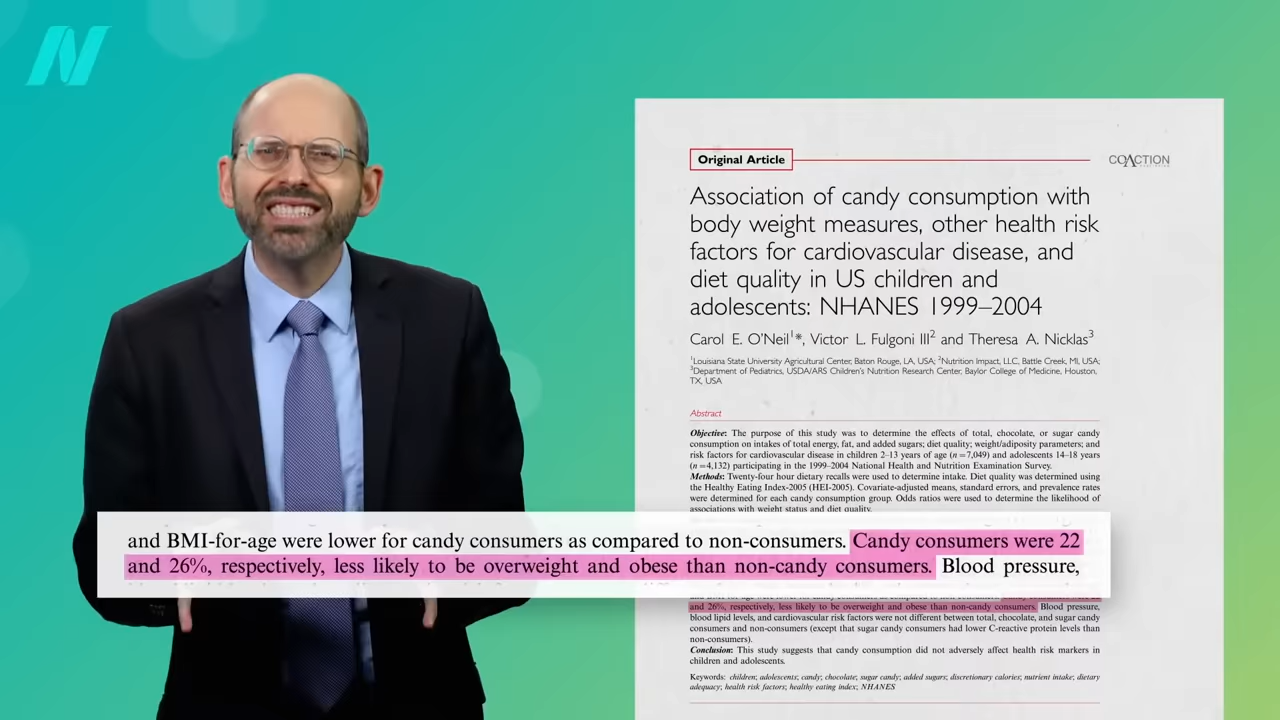 N
Original Article
COACTION
Association of candy consumption with
body weight measures, other health risk
factors for cardiovascular disease, and
diet quality in US children and
adolescents: NHANES 1999–2004
Carol E. O'Neil1*, Victor L. Fulgoni III2 and Theresa A. Nicklas3
1Louisiana State University Agricultural Center, Baton Rouge, LA, USA; 2Nutrition Impact, LLC, Battle Creek, MI, USA;
3Department of Pediatrics, USDA/ARS Children's Nutrition Research Center, Baylor College of Medicine, Houston,
TX, USA
Abstract
Objective: The purpose of this study was to determine the effects of total, chocolate, or sugar candy
consumption on intakes of total energy, fat, and added sugars; diet quality; weight/adiposity parameters; and
risk factors for cardiovascular disease in children 2–13 years of age (n=7,049) and adolescents 14–18 years
(n=4,132) participating in the 1999–2004 National Health and Nutrition Examination Survey.
Methods: Twenty-four hour dietary recalls were used to determine intake. Diet quality was determined using
the Healthy Eating Index-2005 (HEI-2005). Covariate-adjusted means, standard errors, and prevalence rates
were determined for each candy consumption group. Odds ratios were used to determine the likelihood of
associations with weight status and diet quality.
and BMI-for-age were lower for candy consumers as compared to non-consumers. Candy consumers were 22
and 26%, respectively, less likely to be overweight and obese than non-candy consumers. Blood pressure,
and 26%, respectively, less likely to be overweight and obese than non-candy consumers. Blood pressure,
blood lipid levels, and cardiovascular risk factors were not different between total, chocolate, and sugar candy
consumers and non-consumers (except that sugar candy consumers had lower C-reactive protein levels than
non-consumers).
Conclusion: This study suggests that candy consumption did not adversely affect health risk markers in
children and adolescents.
Keywords: children; adolescents; candy; chocolate; sugar candy; added sugars; discretionary calories; nutrient intake; dietary
adequacy; health risk factors; healthy eating index; NHANES